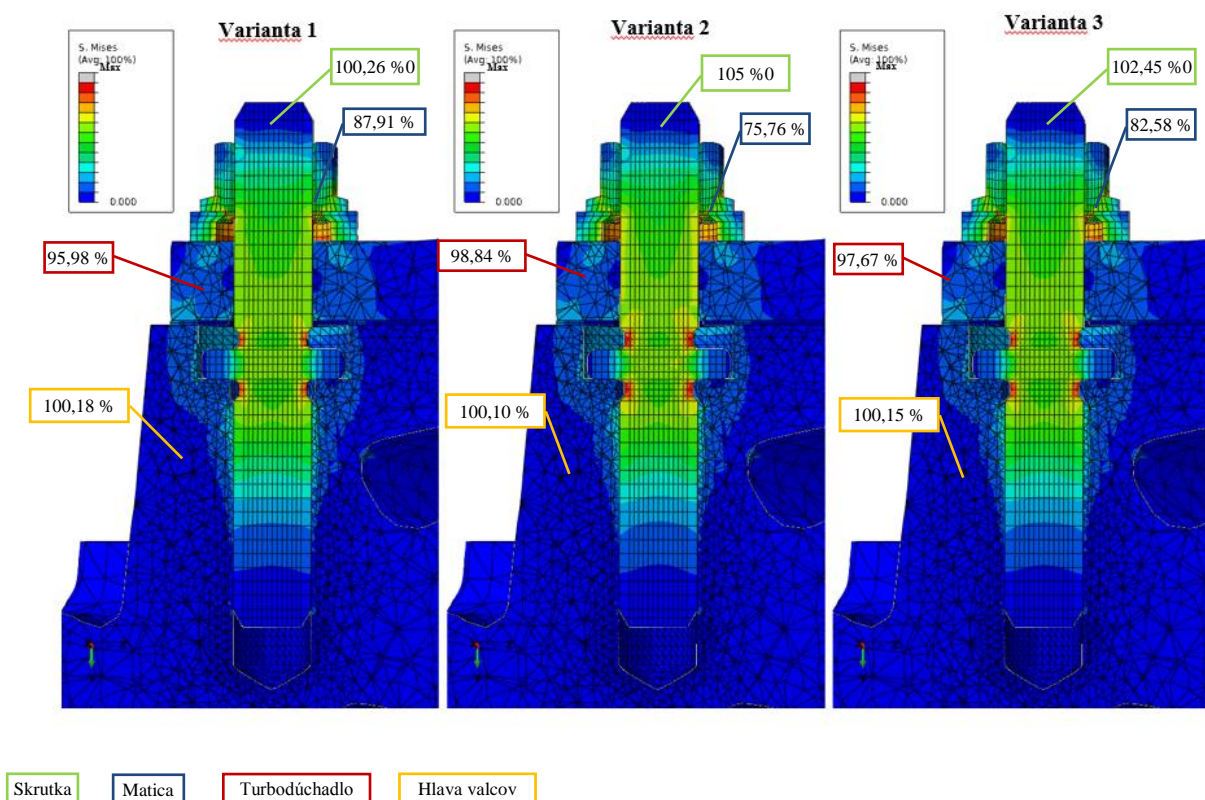 Varianta 1
S. Mises
(Avg: 100%)
Max
0.000
100,26 %0
87,91 %
95,98 %
100,18 %
Varianta 2
S. Mises
(Avg: 100%)
Max
0.000
105 %0
75,76 %
98,84 %
100,10 %
Varianta 3
S. Mises
(Avg: 100%)
Max
0.000
102,45 %0
82,58 %
97,67 %
100,15 %
Skrutka
Matica
Turbodúchadlo
Hlava valcov